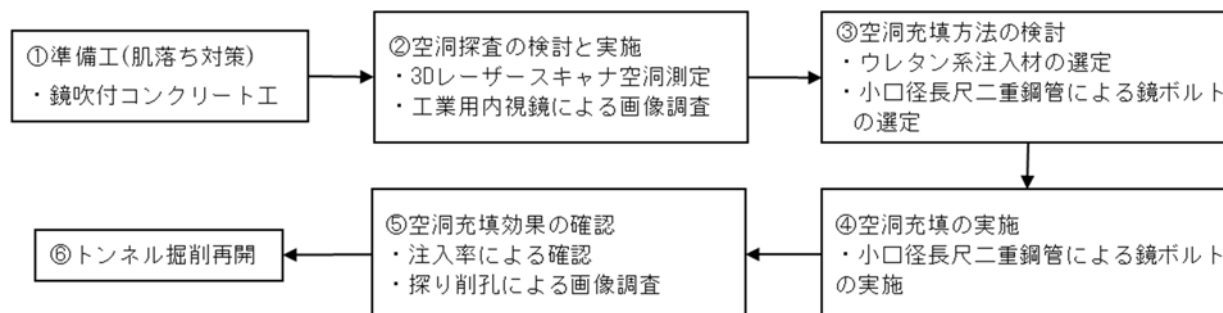 ①準備工(肌落ち対策)
・鏡吹付コンクリート工
②空洞探査の検討と実施
・3Dレーザースキャナ空洞測定
・工業用内視鏡による画像調査
③空洞充填方法の検討
・ウレタン系注入材の選定
・小口径長尺二重鋼管による鏡ボルト
の選定
④空洞充填の実施
・小口径長尺二重鋼管による鏡ボルト
の実施
⑤空洞充填効果の確認
・注入率による確認
・探り削孔による画像調査
⑥トンネル掘削再開